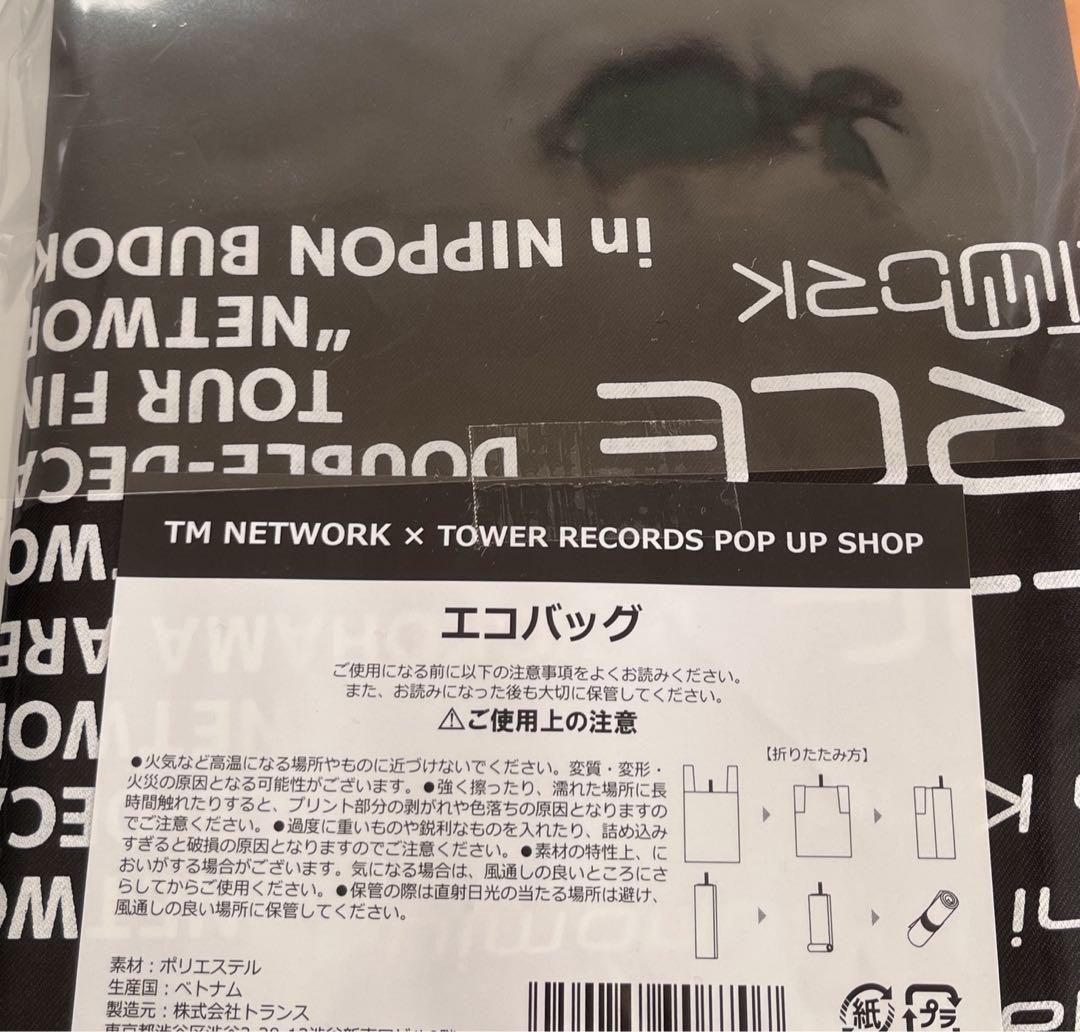 in NIPPON BUDOK
"NETWOR
TOUR FIN
DOUBLE-DECA
TM NETWORK × TOWER RECORDS POP UP SHOP
エコバッグ
ご使用になる前に以下の注意事項をよくお読みください。
また、お読みになった後も大切に保管してください。
⚠ご使用上の注意
●火気など高温になる場所やものに近づけないでください。変質・変形・
火災の原因となる可能性がございます。●強く擦ったり、濡れた場所に長
時間触れたりすると、プリント部分の剥がれや色落ちの原因となりますの
でご注意ください。●過度に重いものや鋭利なものを入れたり、詰め込み
すぎると破損の原因となりますのでご注意ください。●素材の特性上、に
おいがする場合がございます。気になる場合は、風通しの良いところにさ
らしてからご使用ください。●保管の際は直射日光の当たる場所は避け、
風通しの良い場所に保管してください。
【折りたたみ方】
素材：ポリエステル
生産国：ベトナム
製造元：株式会社トランス
紙
プラ